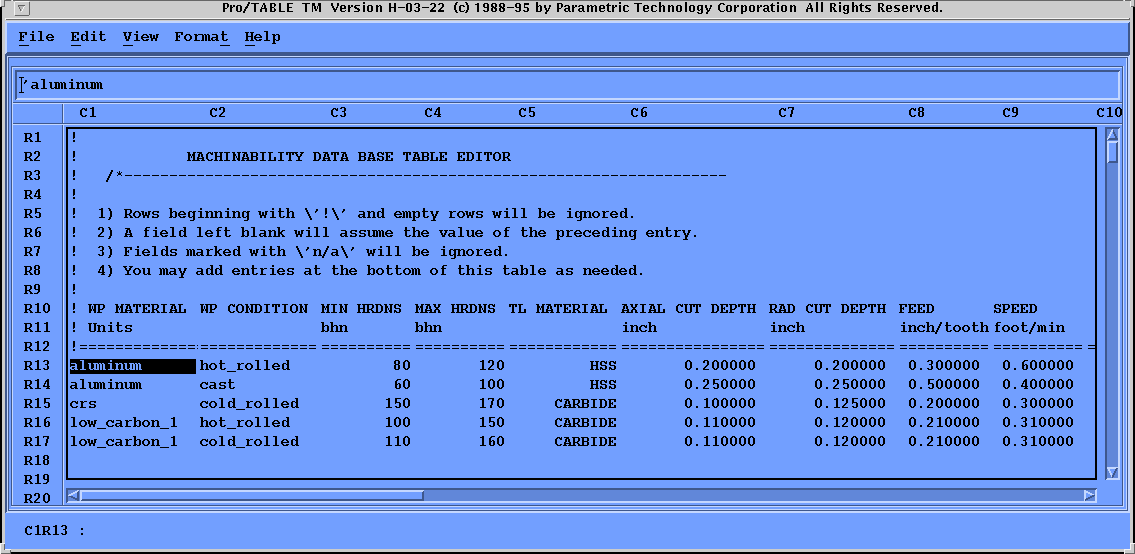 Pro/TABLE TM Version H-03-22 (c) 1988-95 by Parametric Technology Corporation All Rights Reserved.
File Edit View Format Help
'aluminum
C1 C2 C3 C4 C5 C6 C7 C8 C9 C10
R1 !
R2 ! MACHINABILITY DATA BASE TABLE EDITOR
R3 ! /*-------------------------------------------------------------------
R4 !
R5 ! 1) Rows beginning with \'!\' and empty rows will be ignored.
R6 ! 2) A field left blank will assume the value of the preceding entry.
R7 ! 3) Fields marked with \'n/a\' will be ignored.
R8 ! 4) You may add entries at the bottom of this table as needed.
R9 !
R10 ! WP MATERIAL WP CONDITION MIN HRDNS MAX HRDNS TL MATERIAL AXIAL CUT DEPTH RAD CUT DEPTH FEED SPEED
R11 ! Units bhn bhn inch inch inch/tooth foot/min
R12 !============= ============ ========== ========== =========== =============== ============= ========= ========== =
R13 aluminum hot_rolled 80 120 HSS 0.200000 0.200000 0.300000 0.600000
R14 aluminum cast 60 100 HSS 0.250000 0.250000 0.500000 0.400000
R15 crs cold_rolled 150 170 CARBIDE 0.100000 0.125000 0.200000 0.300000
R16 low_carbon_1 hot_rolled 100 150 CARBIDE 0.110000 0.120000 0.210000 0.310000
R17 low_carbon_1 cold_rolled 110 160 CARBIDE 0.110000 0.120000 0.210000 0.310000
R18
R19
R20
C1R13 :